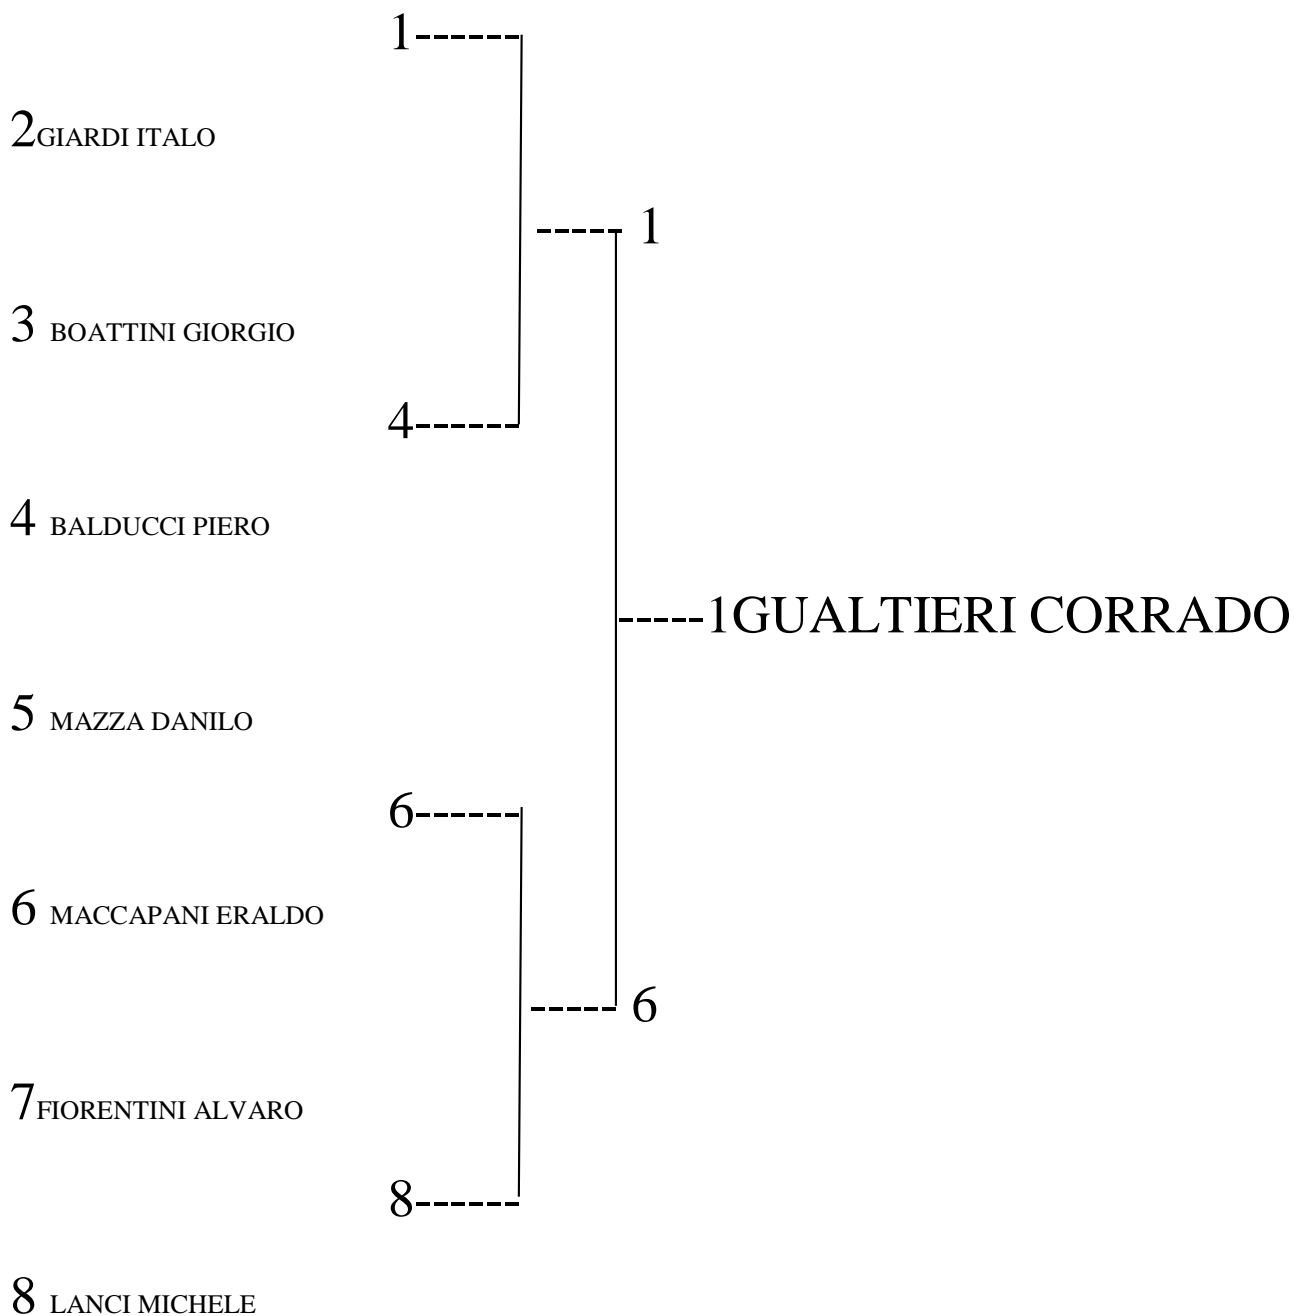 1------
2GIARDI ITALO
----- 1
3 BOATTINI GIORGIO
4------
4 BALDUCCI PIERO
-----1GUALTIERI CORRADO
5 MAZZA DANILO
6------
6 MACCAPANI ERALDO
----- 6
7FIORENTINI ALVARO
8------
8 LANCI MICHELE